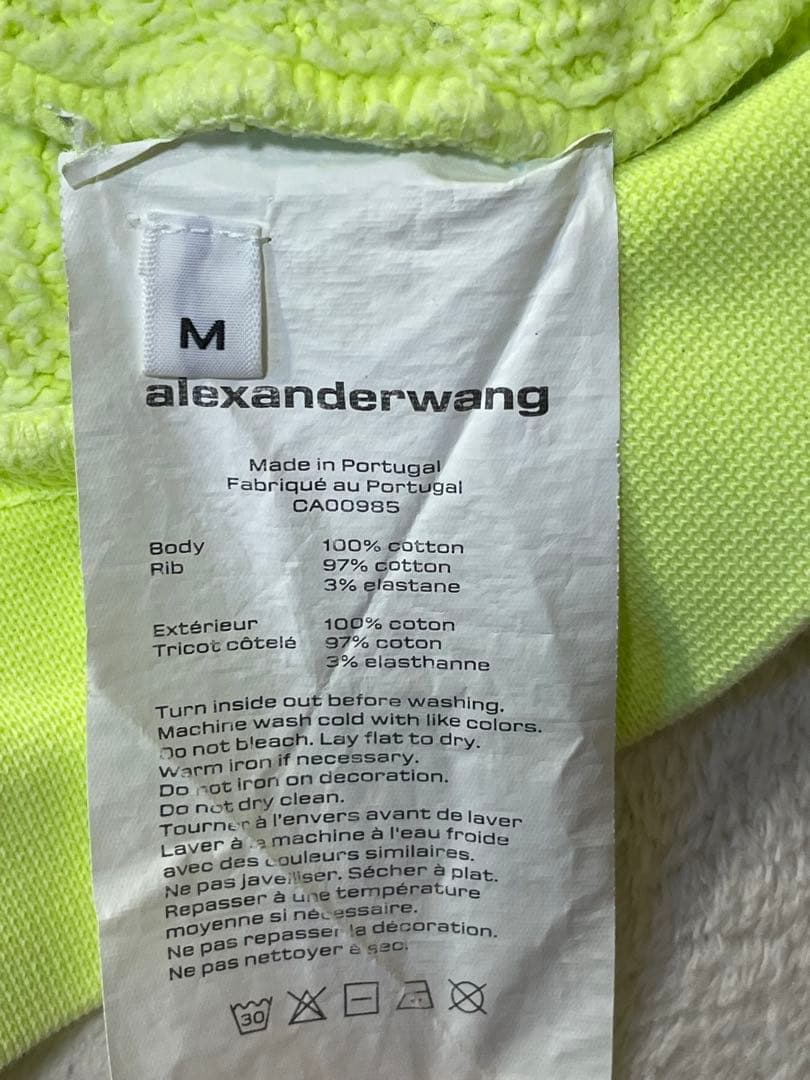 M
alexanderwang
Made in Portugal
Fabriqué au Portugal
CA00985
Body 100% cotton
Rib 97% cotton
3% elastane
Extérieur 100% coton
Tricot côtelé 97% coton
3% elasthanne
Turn inside out before washing.
Machine wash cold with like colors.
Do not bleach. Lay flat to dry.
Warm iron if necessary.
Do not iron on decoration.
Do not dry clean.
Tourner à l'envers avant de laver
Laver à la machine à l'eau froide
avec des couleurs similaires.
Ne pas javelliser. Sécher à plat.
Repasser à une température
moyenne si nécessaire.
Ne pas repasser la décoration.
Ne pas nettoyer à sec.
30